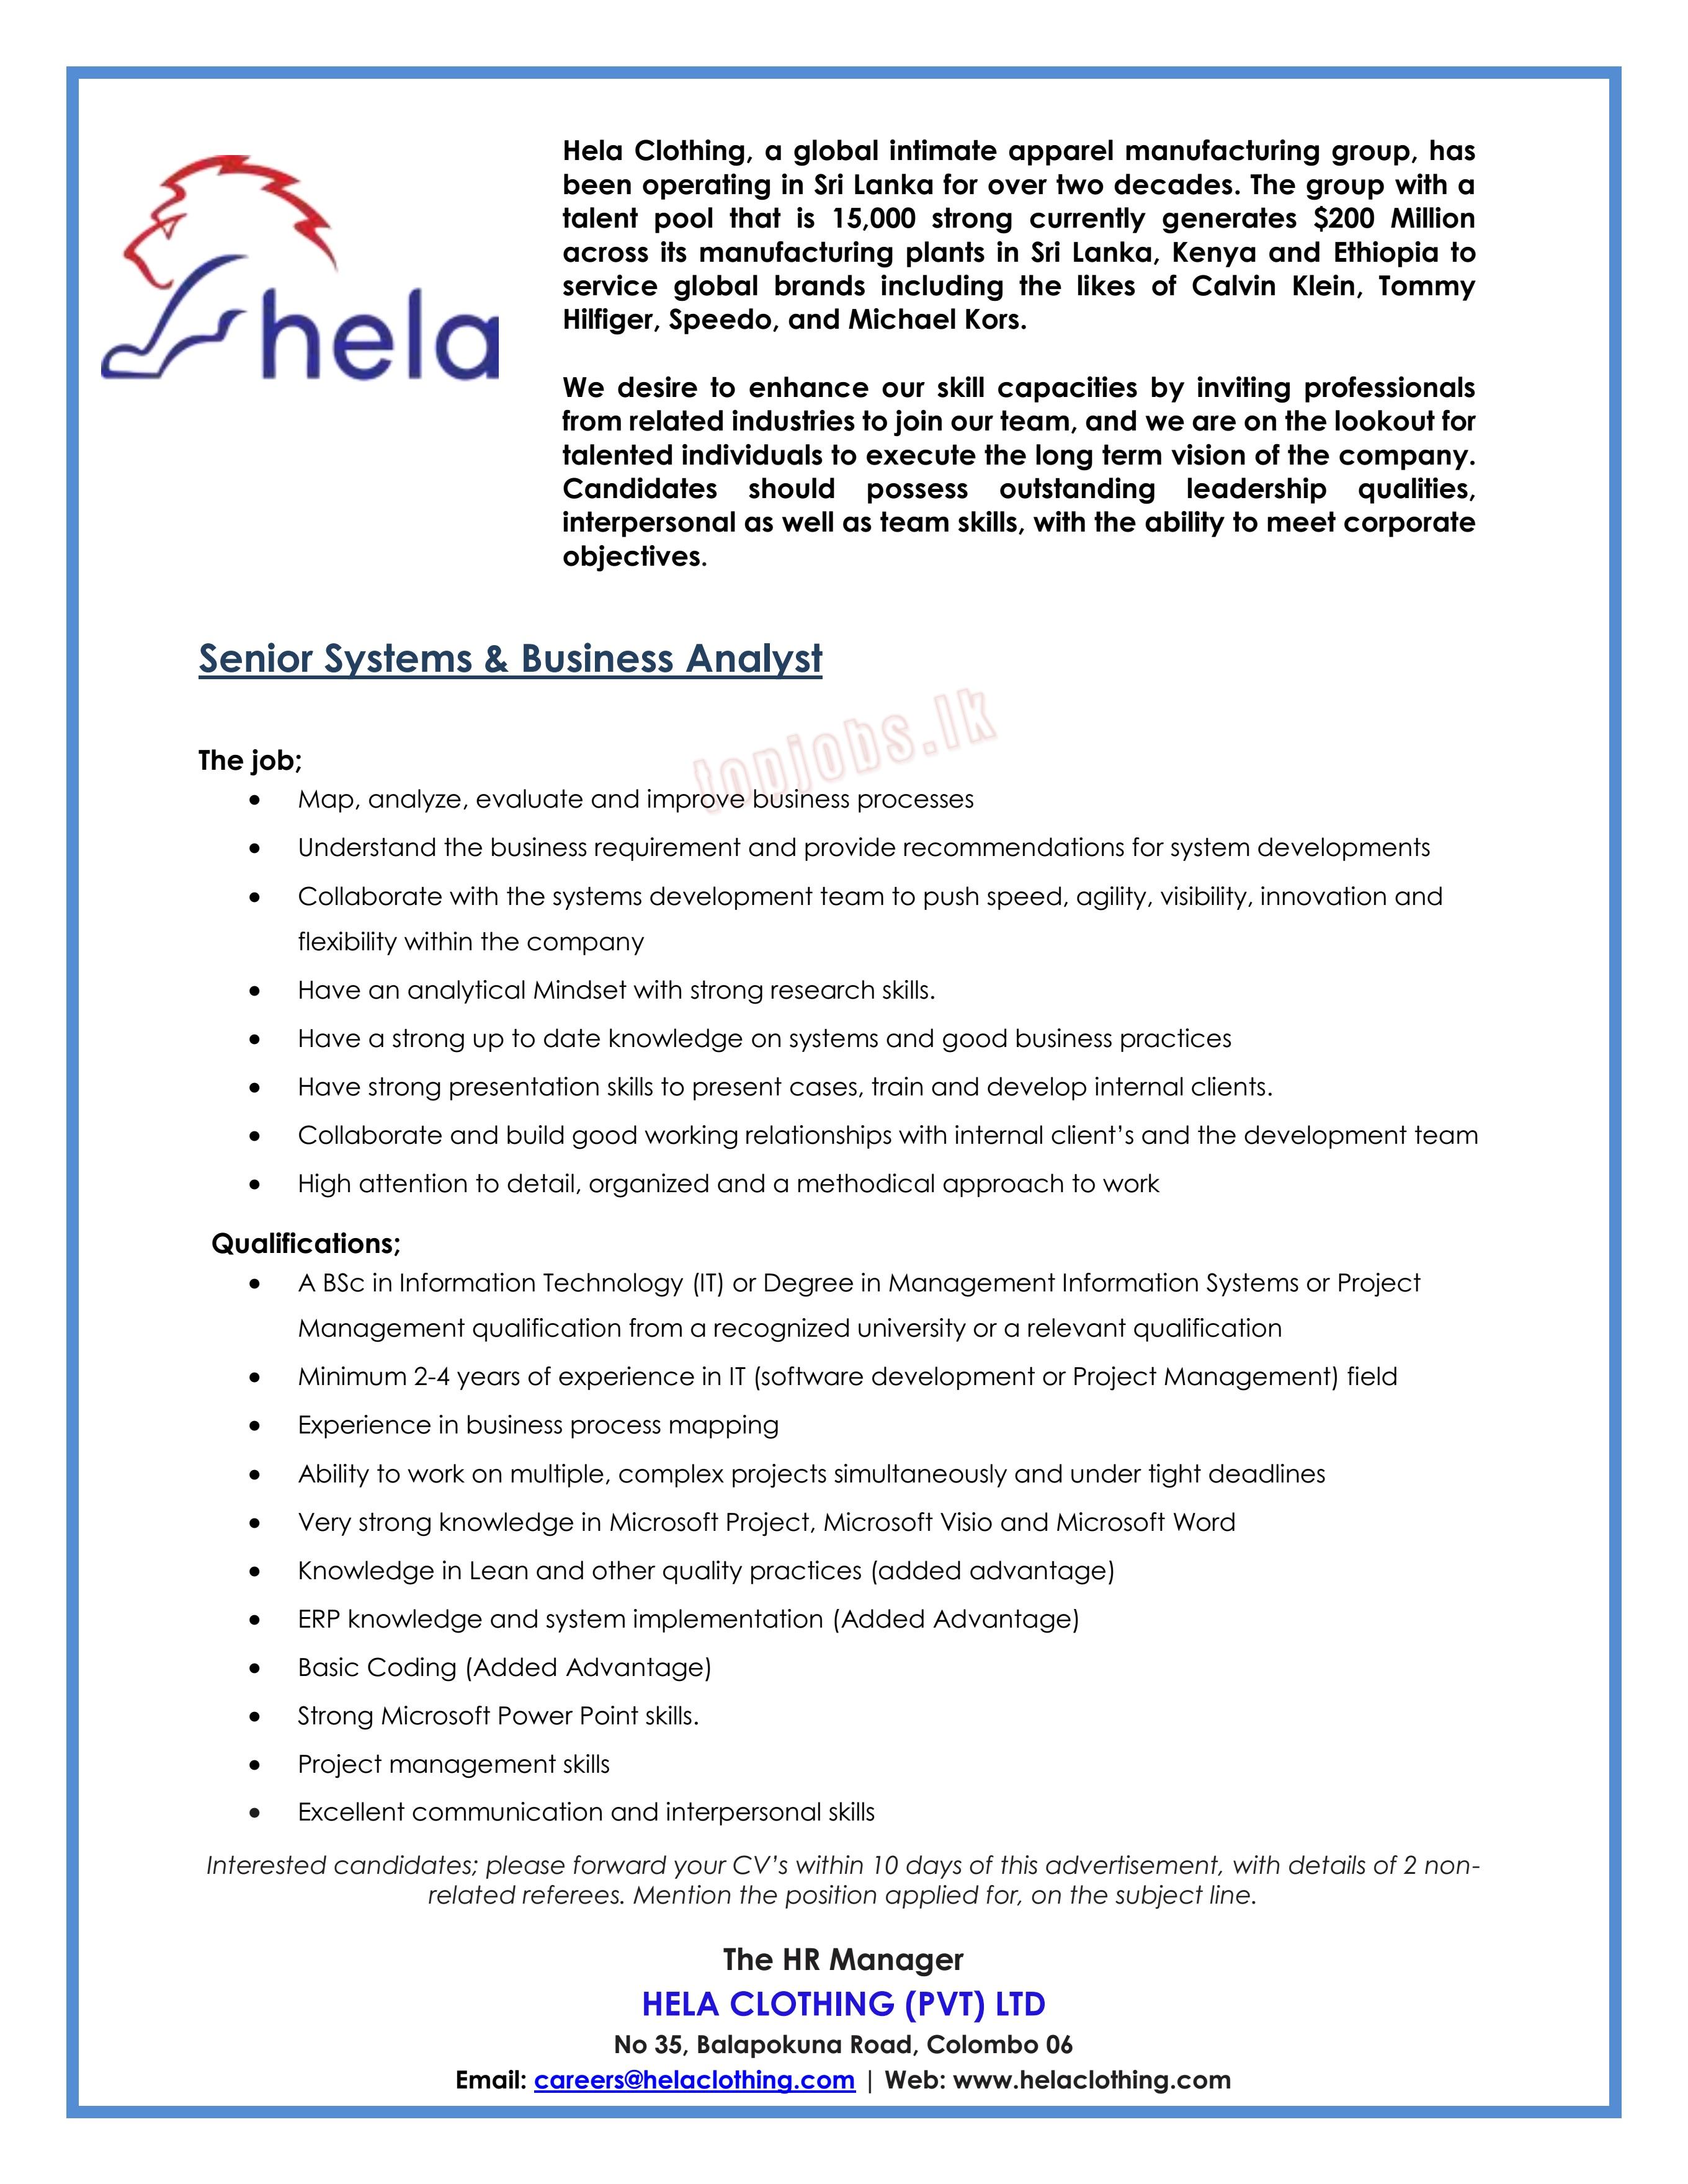 hela
Hela Clothing, a global intimate apparel manufacturing group, has
been operating in Sri Lanka for over two decades. The group with a
talent pool that is 15,000 strong currently generates $200 Million
across its manufacturing plants in Sri Lanka, Kenya and Ethiopia to
service global brands including the likes of Calvin Klein, Tommy
Hilfiger, Speedo, and Michael Kors.
We desire to enhance our skill capacities by inviting professionals
from related industries to join our team, and we are on the lookout for
talented individuals to execute the long term vision of the company.
Candidates should possess outstanding leadership qualities,
interpersonal as well as team skills, with the ability to meet corporate
objectives.
Senior Systems & Business Analyst
topjobs.lk
The job;
• Map, analyze, evaluate and improve business processes
• Understand the business requirement and provide recommendations for system developments
• Collaborate with the systems development team to push speed, agility, visibility, innovation and
flexibility within the company
• Have an analytical Mindset with strong research skills.
• Have a strong up to date knowledge on systems and good business practices
• Have strong presentation skills to present cases, train and develop internal clients.
• Collaborate and build good working relationships with internal client’s and the development team
• High attention to detail, organized and a methodical approach to work
Qualifications;
• A BSc in Information Technology (IT) or Degree in Management Information Systems or Project
Management qualification from a recognized university or a relevant qualification
• Minimum 2-4 years of experience in IT (software development or Project Management) field
• Experience in business process mapping
• Ability to work on multiple, complex projects simultaneously and under tight deadlines
• Very strong knowledge in Microsoft Project, Microsoft Visio and Microsoft Word
• Knowledge in Lean and other quality practices (added advantage)
• ERP knowledge and system implementation (Added Advantage)
• Basic Coding (Added Advantage)
• Strong Microsoft Power Point skills.
• Project management skills
• Excellent communication and interpersonal skills
Interested candidates; please forward your CV’s within 10 days of this advertisement, with details of 2 non-
related referees. Mention the position applied for, on the subject line.
The HR Manager
HELA CLOTHING (PVT) LTD
No 35, Balapokuna Road, Colombo 06
Email: careers@helaclothing.com | Web: www.helaclothing.com